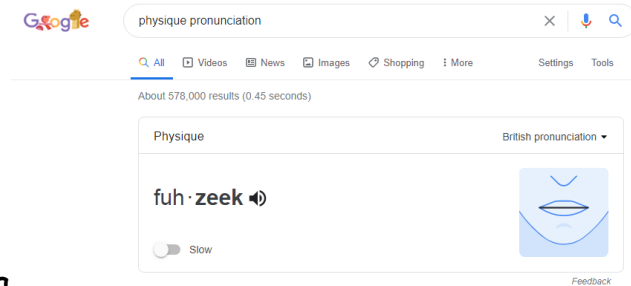 Google
physique pronunciation
All Videos News Images Shopping More Settings Tools
About 578,000 results (0.45 seconds)
Physique British pronunciation
fuh·zeek
Slow
Feedback